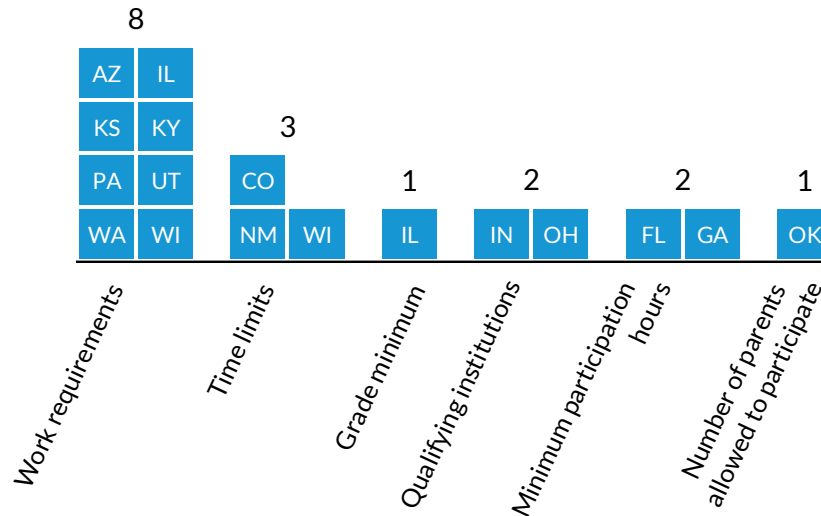 8
AZ IL
KS KY
3
PA UT
CO
1
2
2
1
WA WI
NM WI
IL
IN OH
FL GA
OK
Work requirements
Time limits
Grade minimum
Qualifying institutions
Minimum participation
hours
Number of parents
allowed to participate